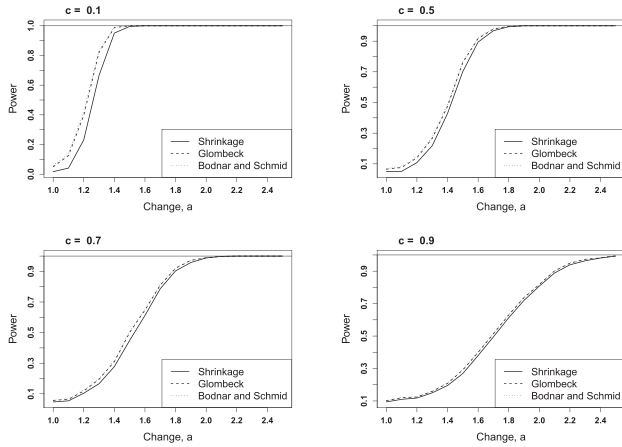 c = 0.1
Power
0.0 0.2 0.4 0.6 0.8 1.0
Shrinkage
Glombeck
Bodnar and Schmid
1.0 1.2 1.4 1.6 1.8 2.0 2.2 2.4
Change, a
c = 0.5
Power
0.1 0.3 0.5 0.7 0.9
Shrinkage
Glombeck
Bodnar and Schmid
1.0 1.2 1.4 1.6 1.8 2.0 2.2 2.4
Change, a
c = 0.7
Power
0.1 0.3 0.5 0.7 0.9
Shrinkage
Glombeck
Bodnar and Schmid
1.0 1.2 1.4 1.6 1.8 2.0 2.2 2.4
Change, a
c = 0.9
Power
0.1 0.3 0.5 0.7 0.9
Shrinkage
Glombeck
Bodnar and Schmid
1.0 1.2 1.4 1.6 1.8 2.0 2.2 2.4
Change, a